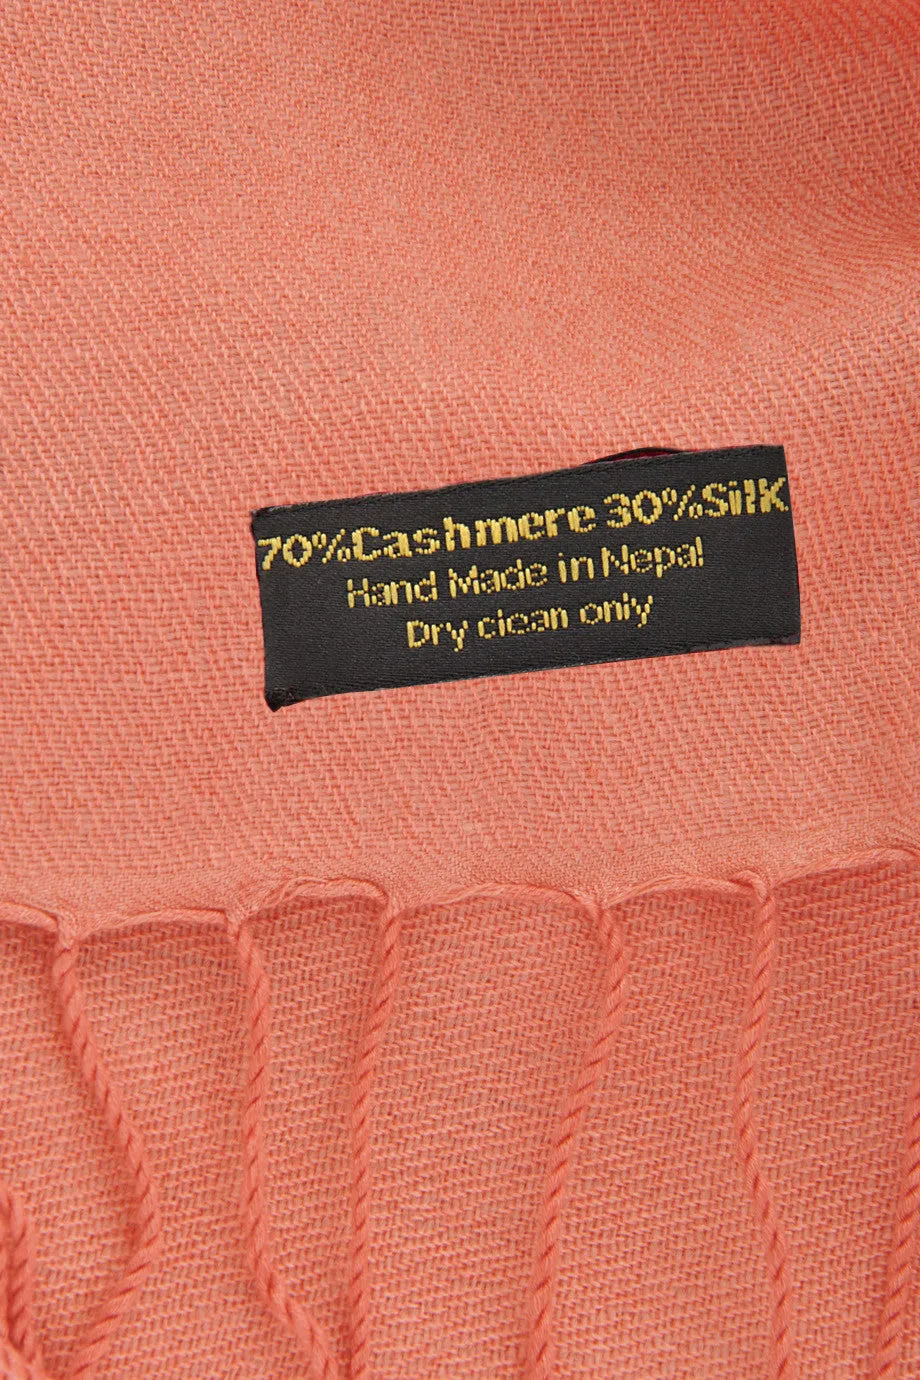 70%Cashmere 30%Silk
Hand Made in Nepal
Dry clean only